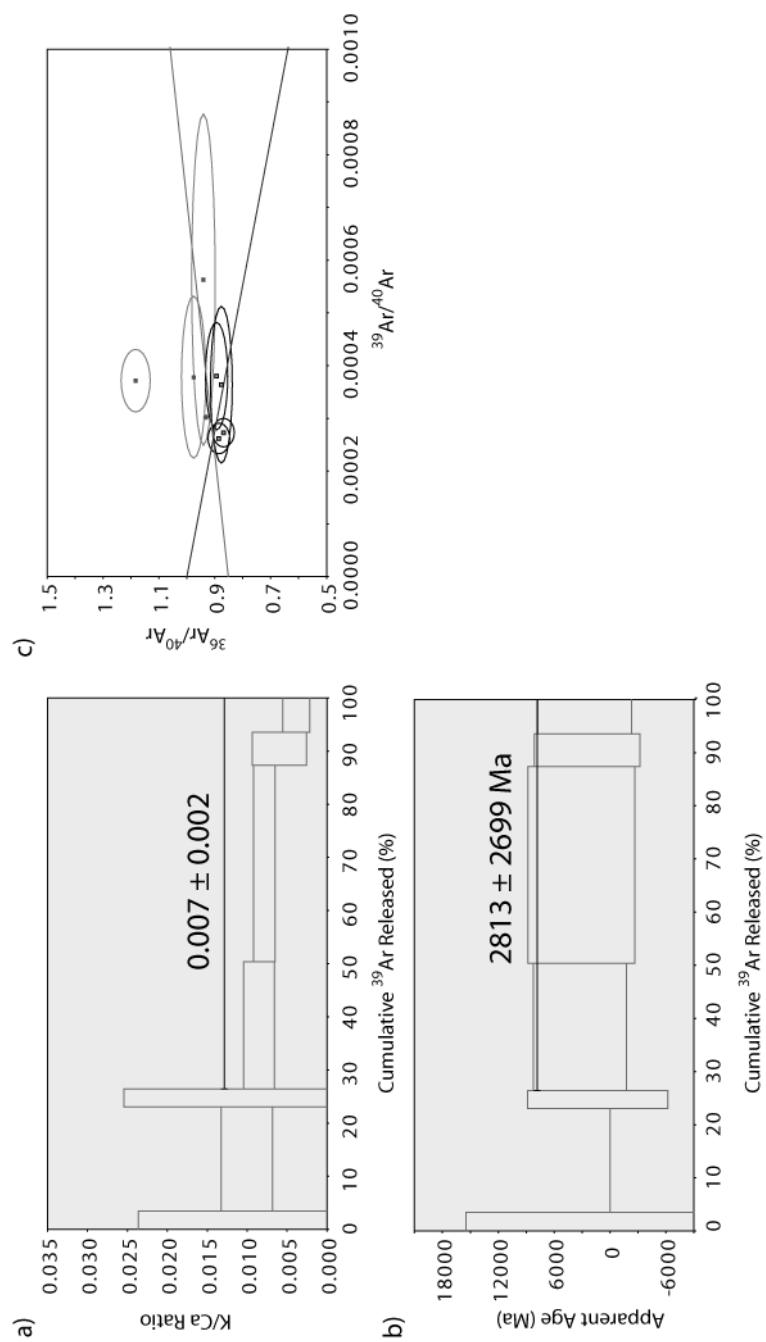 a)
K/Ca Ratio
0.035
0.030
0.025
0.020
0.015
0.010
0.005
0.000
0.007 ± 0.002
0 10 20 30 40 50 60 70 80 90 100
Cumulative ³⁹Ar Released (%)
b)
Apparent Age (Ma)
18000
12000
6000
0
-6000
2813 ± 2699 Ma
0 10 20 30 40 50 60 70 80 90 100
Cumulative ³⁹Ar Released (%)
c)
³⁶Ar/⁴⁰Ar
1.5
1.3
1.1
0.9
0.7
0.5
0.0000 0.0002 0.0004 0.0006 0.0008 0.0010
³⁹Ar/⁴⁰Ar